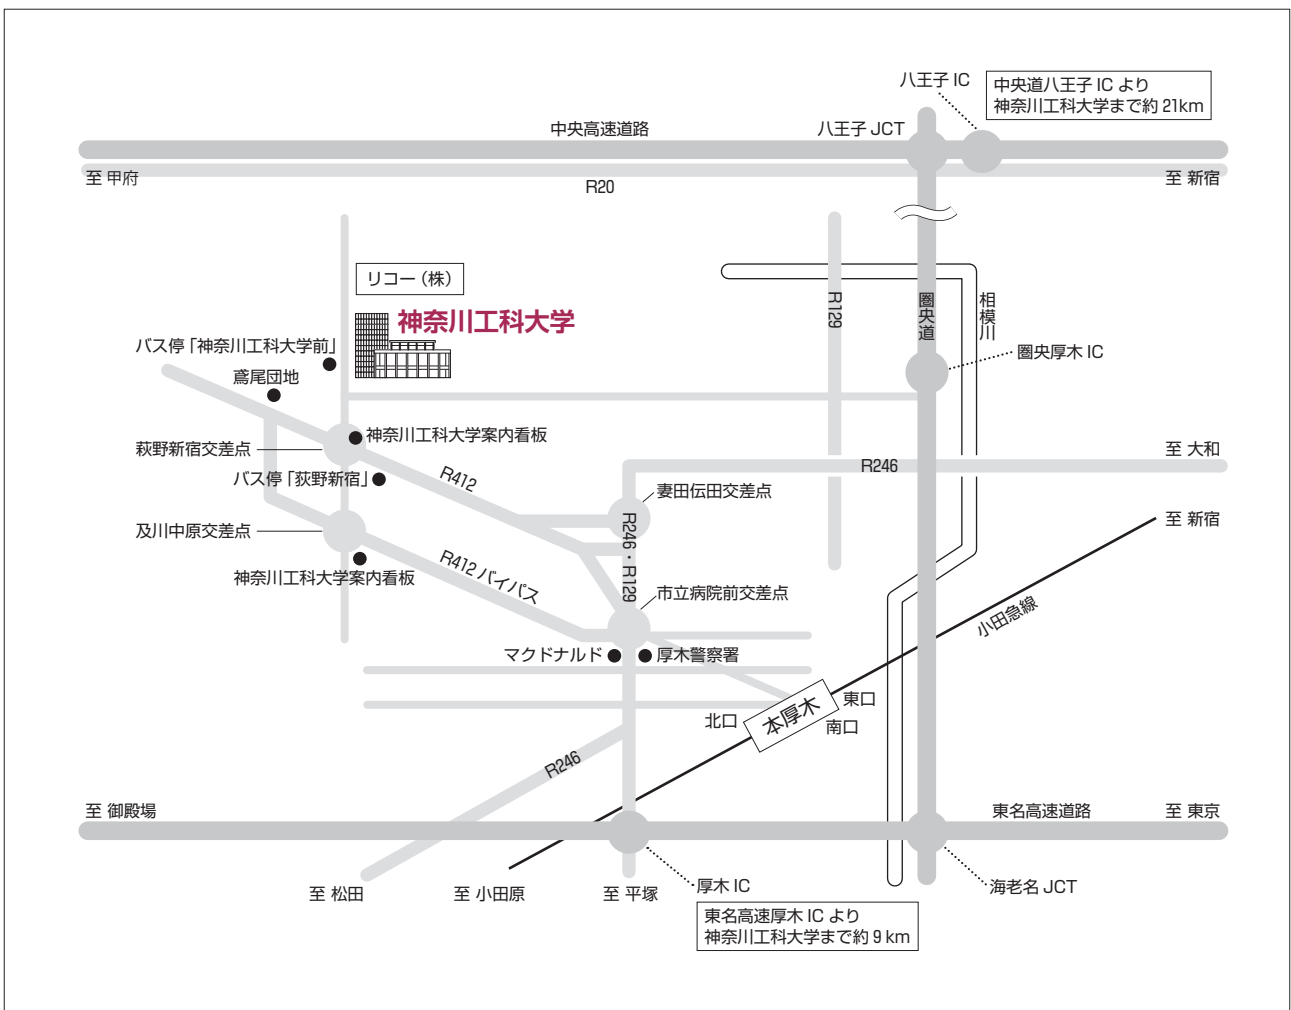 八王子 IC
中央道八王子 IC より
神奈川工科大学まで約 21km
中央高速道路
八王子 JCT
至 甲府
R20
至 新宿
リコー（株）
神奈川工科大学
R129
圏央道
相模川
バス停「神奈川工科大学前」
圏央厚木 IC
鳶尾団地
神奈川工科大学案内看板
萩野新宿交差点
至 大和
R246
バス停「荻野新宿」
R412
妻田伝田交差点
至 新宿
及川中原交差点
R246・R129
神奈川工科大学案内看板
R412 バイパス
市立病院前交差点
小田急線
マクドナルド
厚木警察署
東口
本厚木
北口
南口
R246
至 御殿場
東名高速道路
至 東京
至 松田
至 小田原
至 平塚
厚木 IC
海老名 JCT
東名高速厚木 IC より
神奈川工科大学まで約 9 km